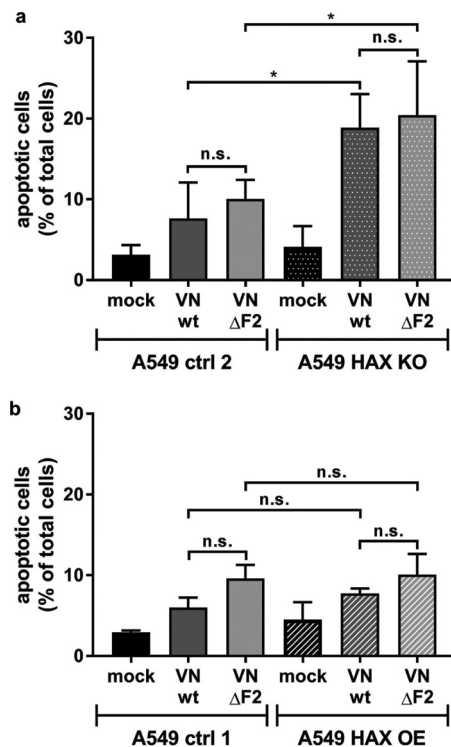 a
*
n.s.
*
n.s.
apoptotic cells
(% of total cells)
30
20
10
0
mock VN wt VN ΔF2 mock VN wt VN ΔF2
A549 ctrl 2 A549 HAX KO
b
n.s.
n.s.
n.s.
n.s.
apoptotic cells
(% of total cells)
30
20
10
0
mock VN wt VN ΔF2 mock VN wt VN ΔF2
A549 ctrl 1 A549 HAX OE